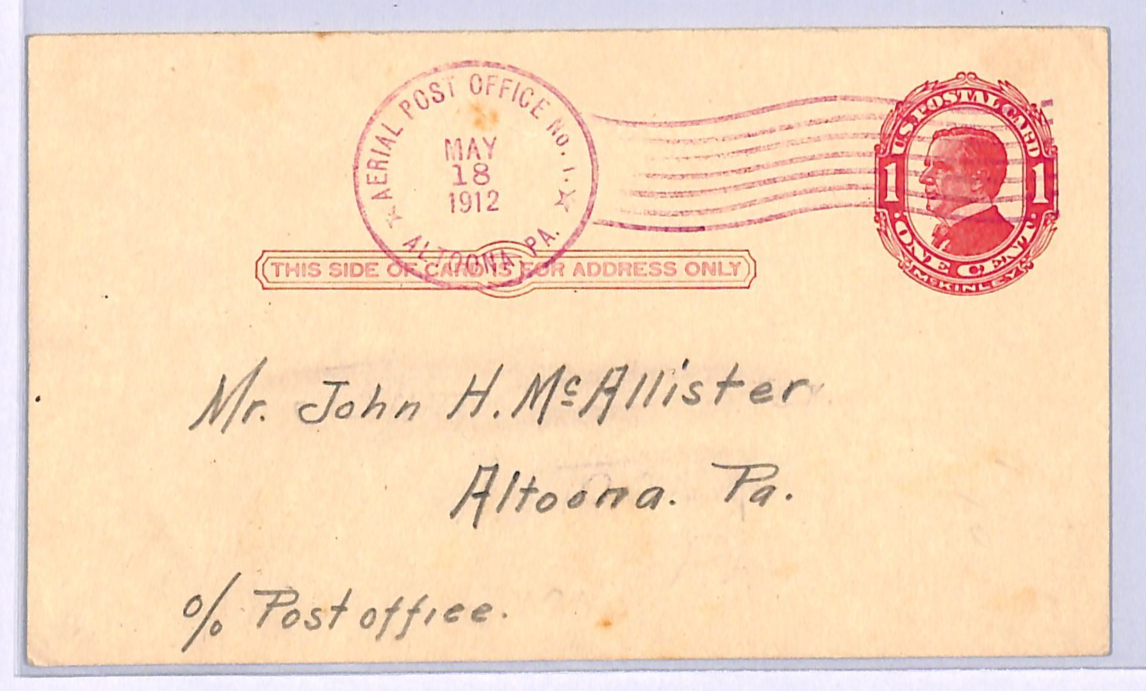 AERIAL POST OFFICE No. 1.
MAY
18
1912
ALTOONA, PA.
U.S. POSTAL CARD
1 1
ONE CENT
McKINLEY
THIS SIDE OF CARD IS FOR ADDRESS ONLY
Mr. John H. McAllister
Altoona. Pa.
o/o Post office.